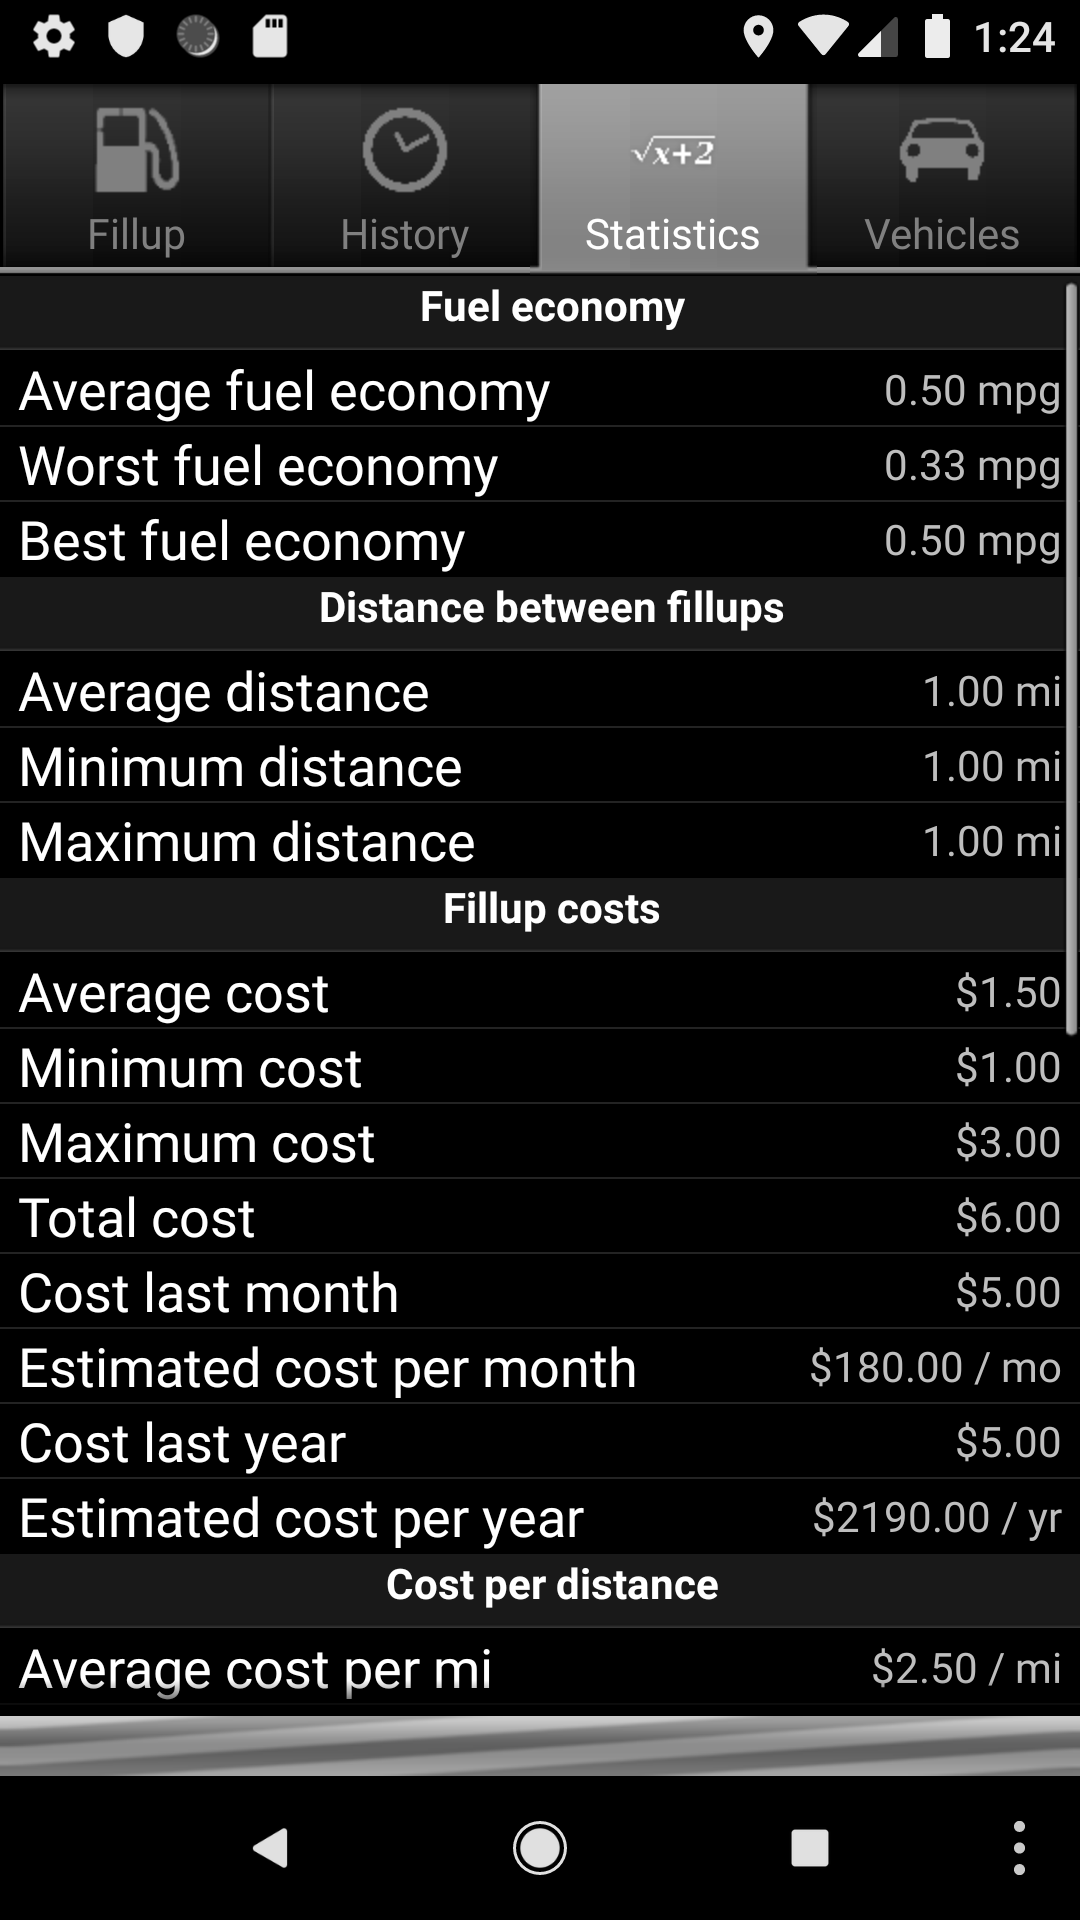 1:24
√x+2
Fillup History Statistics Vehicles
Fuel economy
Average fuel economy 0.50 mpg
Worst fuel economy 0.33 mpg
Best fuel economy 0.50 mpg
Distance between fillups
Average distance 1.00 mi
Minimum distance 1.00 mi
Maximum distance 1.00 mi
Fillup costs
Average cost $1.50
Minimum cost $1.00
Maximum cost $3.00
Total cost $6.00
Cost last month $5.00
Estimated cost per month $180.00 / mo
Cost last year $5.00
Estimated cost per year $2190.00 / yr
Cost per distance
Average cost per mi $2.50 / mi